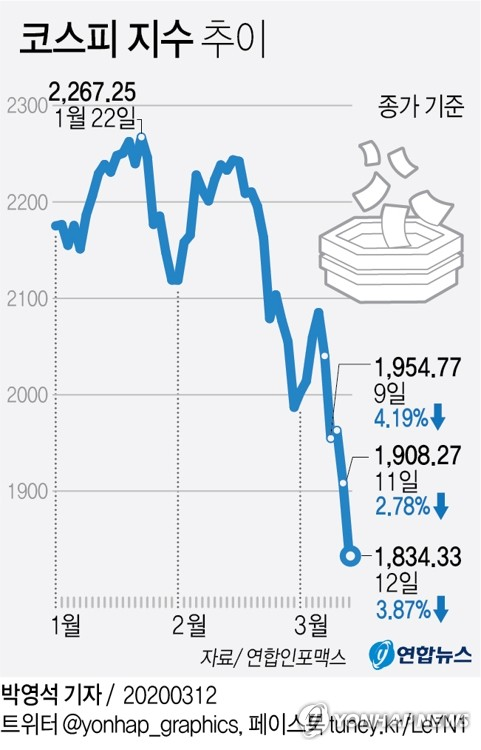 코스피 지수 추이
종가 기준
2300
2200
2100
2000
1900
2,267.25
1월 22일
1,954.77
9일
4.19%
1,908.27
11일
2.78%
1,834.33
12일
3.87%
1월
2월
3월
자료/ 연합인포맥스
연합뉴스
박영석 기자 / 20200312
트위터 @yonhap_graphics, 페이스북 tuney.kr/LeYN1
YONHAPNEWS